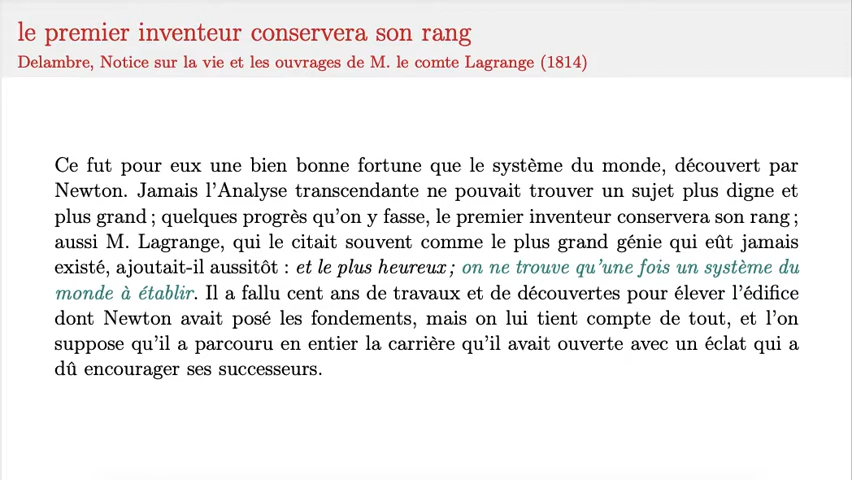 le premier inventeur conservera son rang
Delambre, Notice sur la vie et les ouvrages de M. le comte Lagrange (1814)
Ce fut pour eux une bien bonne fortune que le système du monde, découvert par
Newton. Jamais l'Analyse transcendante ne pouvait trouver un sujet plus digne et
plus grand ; quelques progrès qu'on y fasse, le premier inventeur conservera son rang ;
aussi M. Lagrange, qui le citait souvent comme le plus grand génie qui eût jamais
existé, ajoutait-il aussitôt : et le plus heureux ; on ne trouve qu'une fois un système du
monde à établir. Il a fallu cent ans de travaux et de découvertes pour élever l'édifice
dont Newton avait posé les fondements, mais on lui tient compte de tout, et l'on
suppose qu'il a parcouru en entier la carrière qu'il avait ouverte avec un éclat qui a
dû encourager ses successeurs.